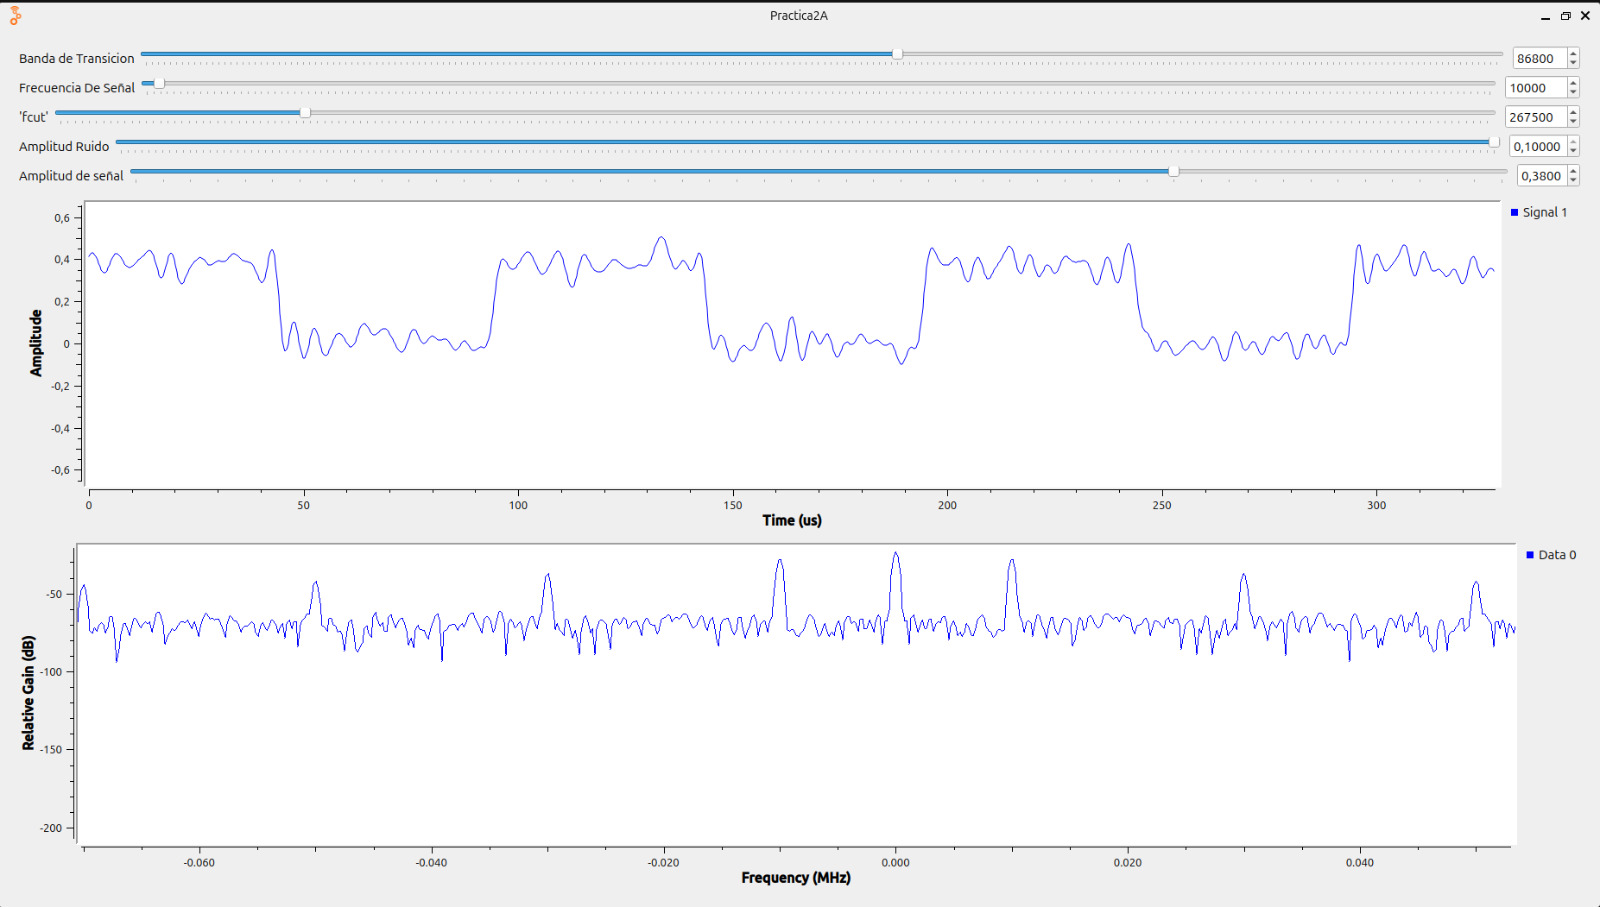 Practica2A
Banda de Transicion 86800
Frecuencia De Señal 10000
'fcut' 267500
Amplitud Ruido 0,10000
Amplitud de señal 0,3800
Signal 1
0,6
0,4
0,2
0
-0,2
-0,4
-0,6
Amplitude
0 50 100 150 200 250 300
Time (us)
Data 0
-50
-100
-150
-200
Relative Gain (dB)
-0.060 -0.040 -0.020 0.000 0.020 0.040
Frequency (MHz)